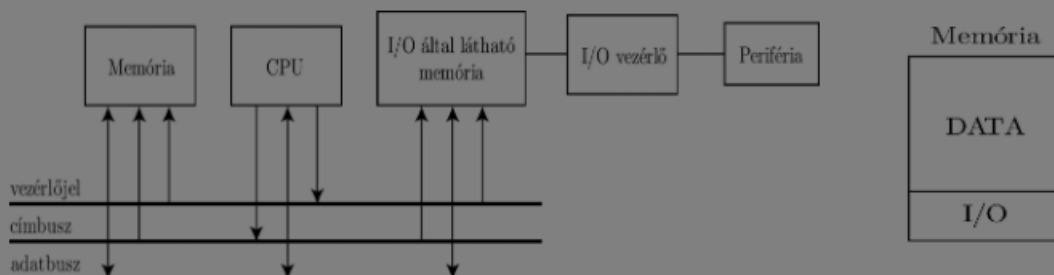 Memória
CPU
I/O által látható
memória
I/O vezérlő
Periféria
vezérlőjel
címbusz
adatbusz
Memória
DATA
I/O